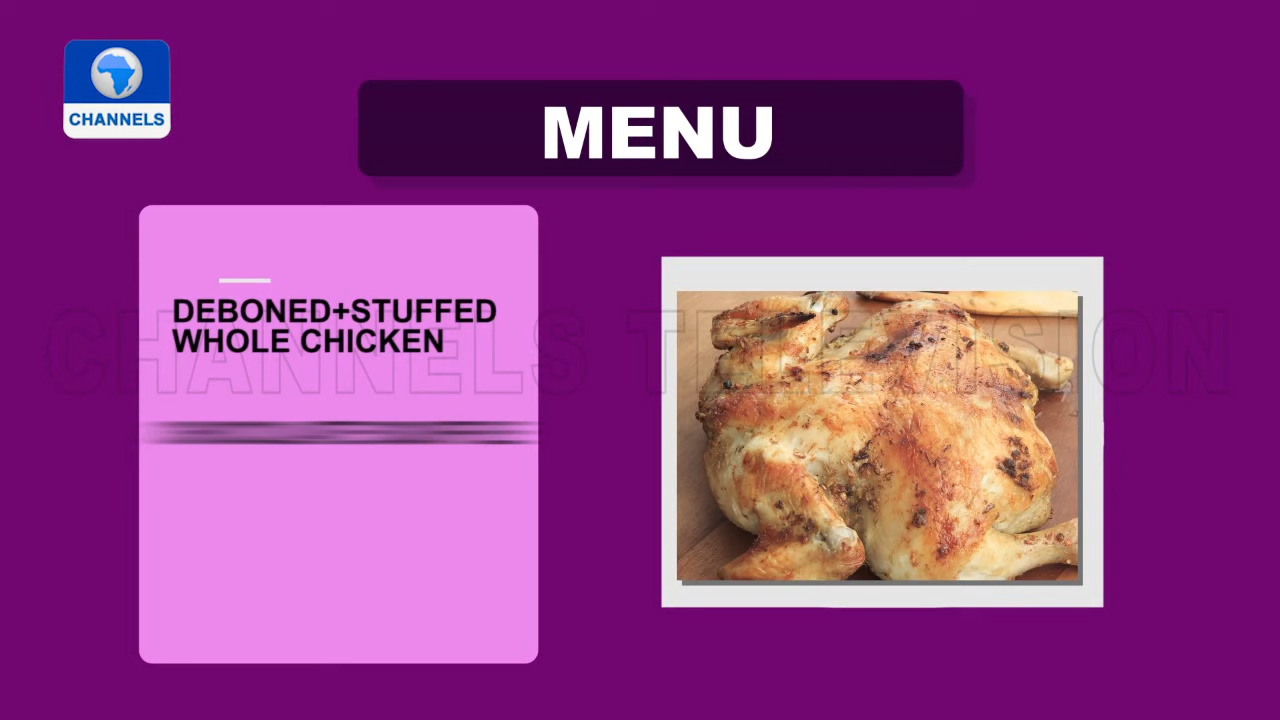 CHANNELS
MENU
DEBONED+STUFFED
WHOLE CHICKEN
CHANNELS TELEVISION